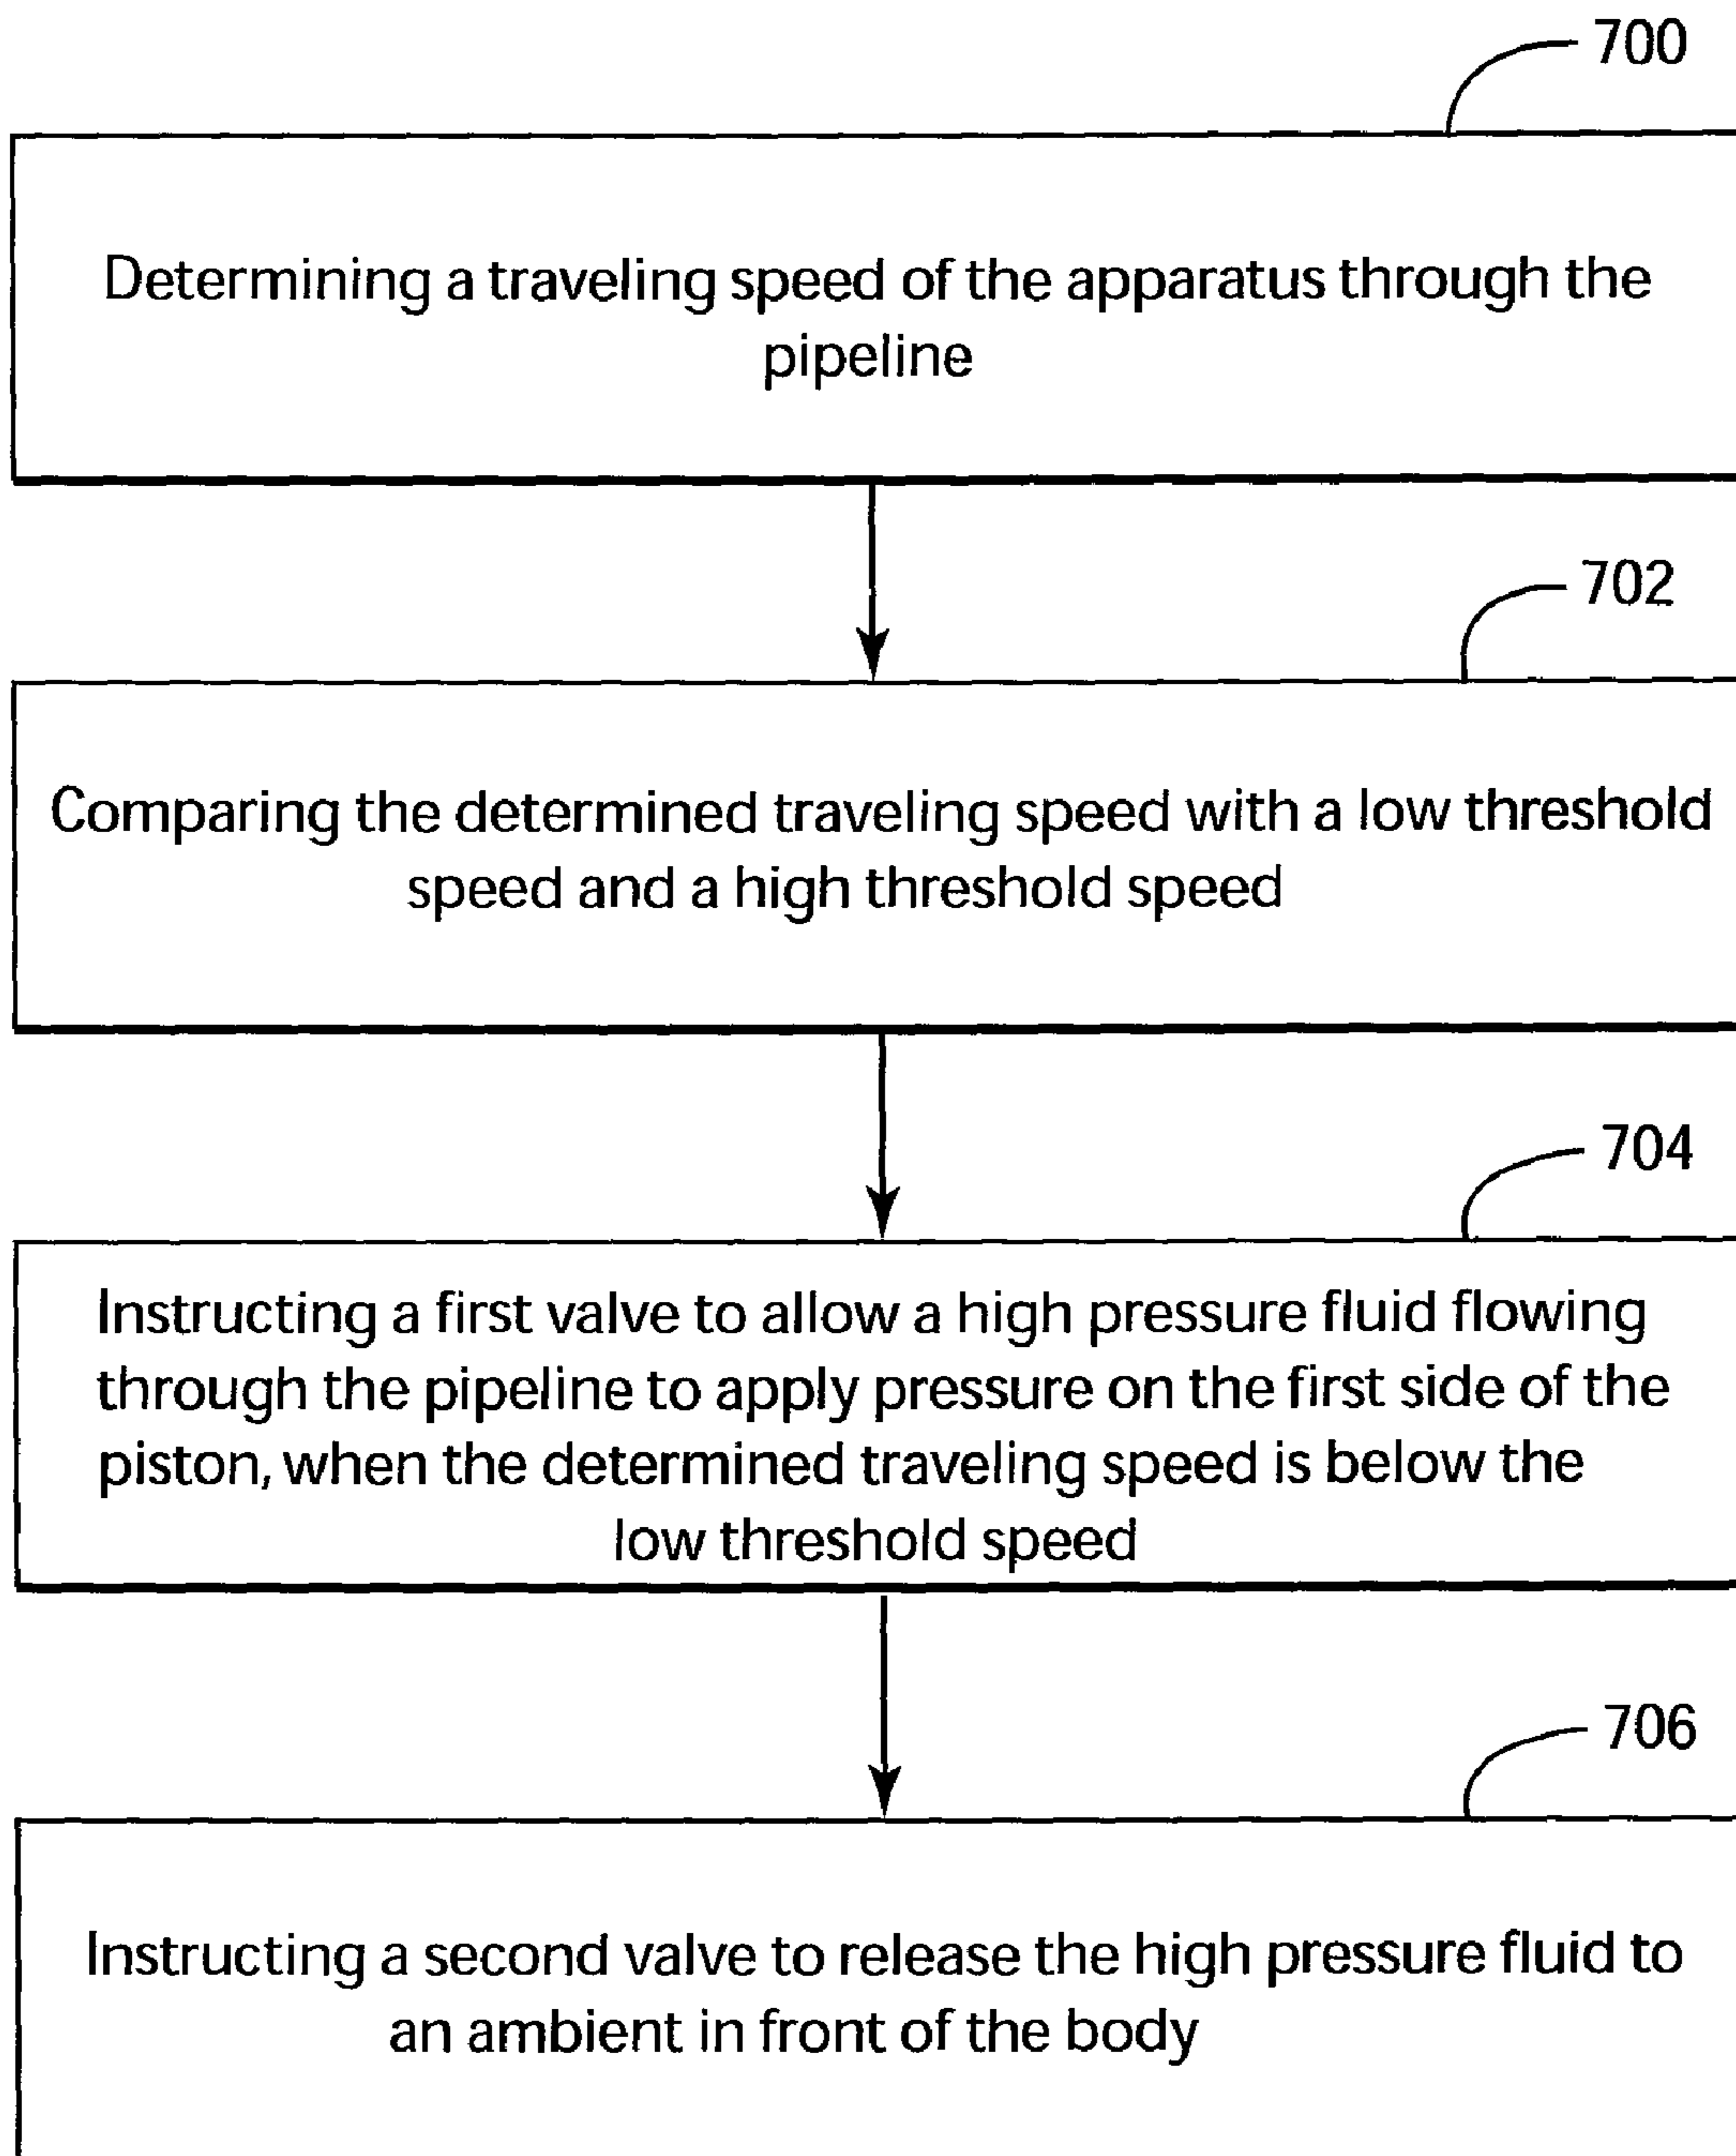 700
Determining a traveling speed of the apparatus through the
pipeline
702
Comparing the determined traveling speed with a low threshold
speed and a high threshold speed
704
Instructing a first valve to allow a high pressure fluid flowing
through the pipeline to apply pressure on the first side of the
piston, when the determined traveling speed is below the
low threshold speed
706
Instructing a second valve to release the high pressure fluid to
an ambient in front of the body